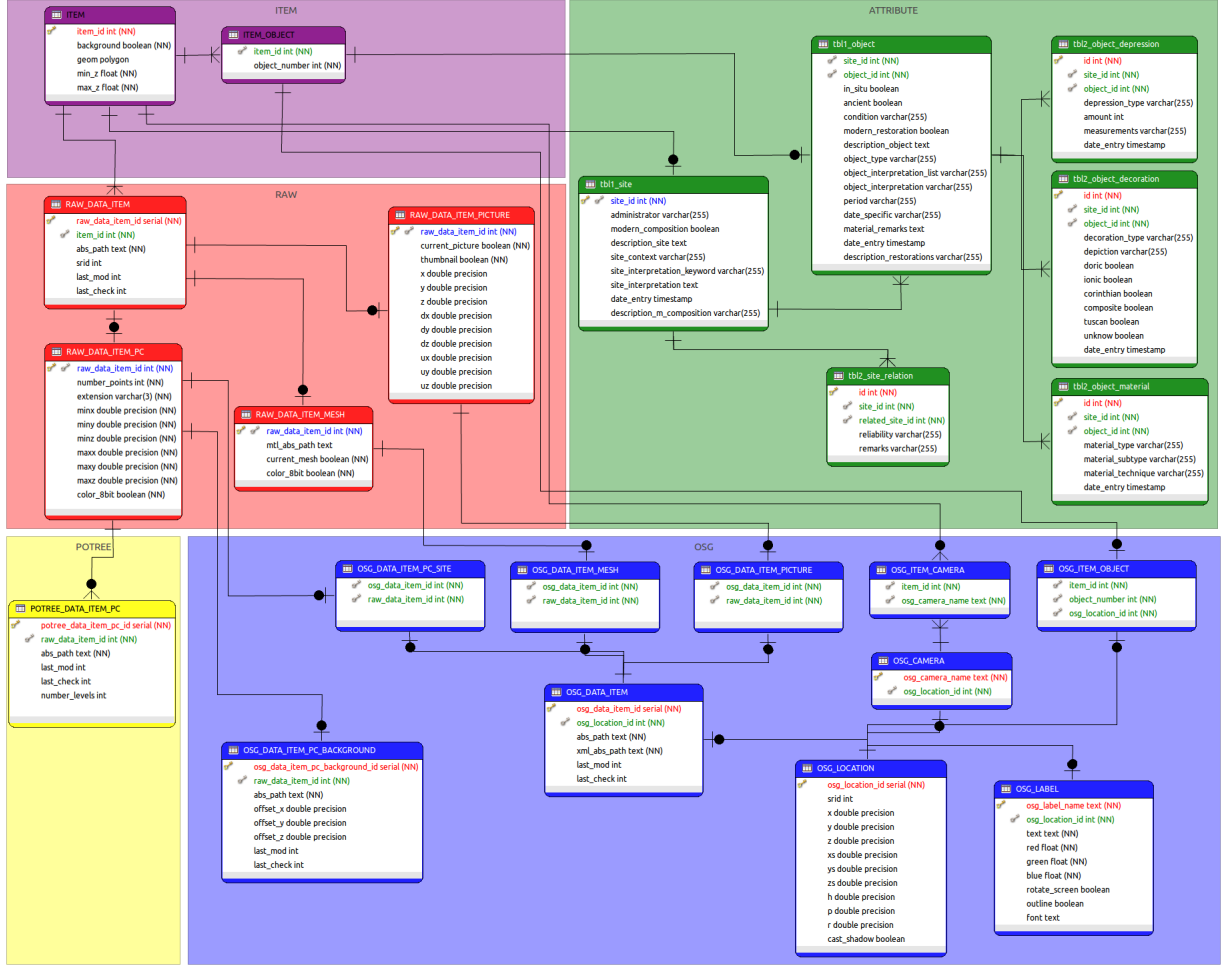 ITEM
ITEM
item_id int (NN)
background boolean (NN)
geom polygon
min_z float (NN)
max_z float (NN)
ITEM_OBJECT
item_id int (NN)
object_number int (NN)
ATTRIBUTE
tbl1_object
site_id int (NN)
object_id int (NN)
in_situ boolean
ancient boolean
condition varchar(255)
modern_restoration boolean
description_object text
object_type varchar(255)
object_interpretation_list varchar(255)
object_interpretation varchar(255)
period varchar(255)
date_specific varchar(255)
material_remarks text
date_entry timestamp
description_restorations varchar(255)
tbl2_object_depression
id int (NN)
site_id int (NN)
object_id int (NN)
depression_type varchar(255)
amount int
measurements varchar(255)
date_entry timestamp
tbl1_site
site_id int (NN)
administrator varchar(255)
modern_composition boolean
description_site text
site_context varchar(255)
site_interpretation_keyword varchar(255)
site_interpretation text
date_entry timestamp
description_m_composition varchar(255)
tbl2_object_decoration
id int (NN)
site_id int (NN)
object_id int (NN)
decoration_type varchar(255)
depiction varchar(255)
doric boolean
ionic boolean
corinthian boolean
composite boolean
tuscan boolean
unknow boolean
date_entry timestamp
tbl2_site_relation
id int (NN)
site_id int (NN)
related_site_id int (NN)
reliability varchar(255)
remarks varchar(255)
tbl2_object_material
id int (NN)
site_id int (NN)
object_id int (NN)
material_type varchar(255)
material_subtype varchar(255)
material_technique varchar(255)
date_entry timestamp
RAW
RAW_DATA_ITEM
raw_data_item_id serial (NN)
item_id int (NN)
abs_path text (NN)
srid int
last_mod int
last_check int
RAW_DATA_ITEM_PICTURE
raw_data_item_id int (NN)
current_picture boolean (NN)
thumbnail boolean (NN)
x double precision
y double precision
z double precision
dx double precision
dy double precision
dz double precision
ux double precision
uy double precision
uz double precision
RAW_DATA_ITEM_PC
raw_data_item_id int (NN)
number_points int (NN)
extension varchar(3) (NN)
minx double precision (NN)
miny double precision (NN)
minz double precision (NN)
maxx double precision (NN)
maxy double precision (NN)
maxz double precision (NN)
color_8bit boolean (NN)
RAW_DATA_ITEM_MESH
raw_data_item_id int (NN)
mtl_abs_path text
current_mesh boolean (NN)
color_8bit boolean (NN)
POTREE
POTREE_DATA_ITEM_PC
potree_data_item_pc_id serial (NN)
raw_data_item_id int (NN)
abs_path text (NN)
last_mod int
last_check int
number_levels int
OSG
OSG_DATA_ITEM_PC_SITE
osg_data_item_id int (NN)
raw_data_item_id int (NN)
OSG_DATA_ITEM_MESH
osg_data_item_id int (NN)
raw_data_item_id int (NN)
OSG_DATA_ITEM_PICTURE
osg_data_item_id int (NN)
raw_data_item_id int (NN)
OSG_ITEM_CAMERA
item_id int (NN)
osg_camera_name text (NN)
OSG_ITEM_OBJECT
item_id int (NN)
object_number int (NN)
osg_location_id int (NN)
OSG_CAMERA
osg_camera_name text (NN)
osg_location_id int (NN)
OSG_DATA_ITEM
osg_data_item_id serial (NN)
osg_location_id int (NN)
abs_path text (NN)
xml_abs_path text (NN)
last_mod int
last_check int
OSG_DATA_ITEM_PC_BACKGROUND
osg_data_item_pc_background_id serial (NN)
raw_data_item_id int (NN)
abs_path text (NN)
offset_x double precision
offset_y double precision
offset_z double precision
last_mod int
last_check int
OSG_LOCATION
osg_location_id serial (NN)
srid int
x double precision
y double precision
z double precision
xs double precision
ys double precision
zs double precision
h double precision
p double precision
r double precision
cast_shadow boolean
OSG_LABEL
osg_label_name text (NN)
osg_location_id int (NN)
text text (NN)
red float (NN)
green float (NN)
blue float (NN)
rotate_screen boolean
outline boolean
font text